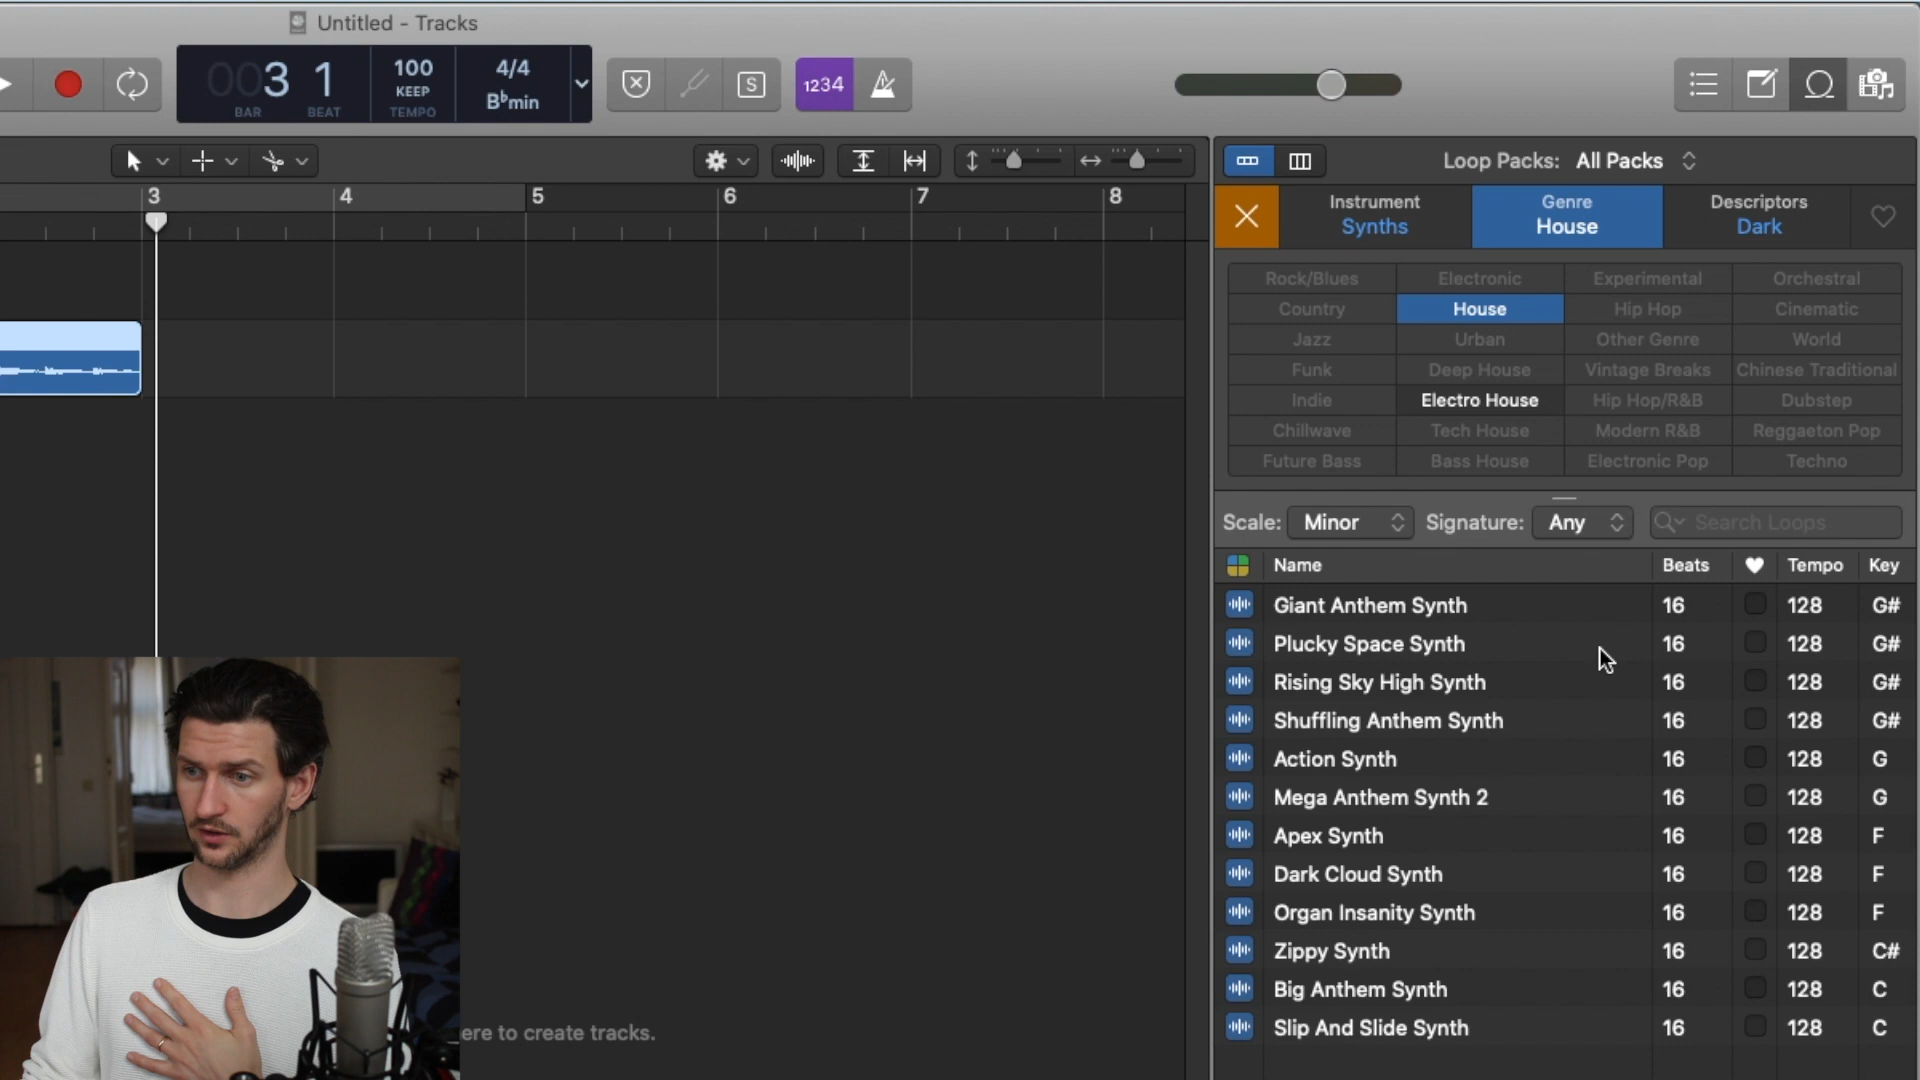 Untitled - Tracks
003 1
BAR BEAT
100
KEEP
TEMPO
4/4
B♭min
S
1234
3 4 5 6 7 8
Loop Packs: All Packs
Instrument
Synths
Genre
House
Descriptors
Dark
Rock/Blues Electronic Experimental Orchestral
Country House Hip Hop Cinematic
Jazz Urban Other Genre World
Funk Deep House Vintage Breaks Chinese Traditional
Indie Electro House Hip Hop/R&B Dubstep
Chillwave Tech House Modern R&B Reggaeton Pop
Future Bass Bass House Electronic Pop Techno
Scale: Minor Signature: Any Search Loops
Name Beats Tempo Key
Giant Anthem Synth 16 128 G#
Plucky Space Synth 16 128 G#
Rising Sky High Synth 16 128 G#
Shuffling Anthem Synth 16 128 G#
Action Synth 16 128 G
Mega Anthem Synth 2 16 128 G
Apex Synth 16 128 F
Dark Cloud Synth 16 128 F
Organ Insanity Synth 16 128 F
Zippy Synth 16 128 C#
Big Anthem Synth 16 128 C
Slip And Slide Synth 16 128 C
ere to create tracks.